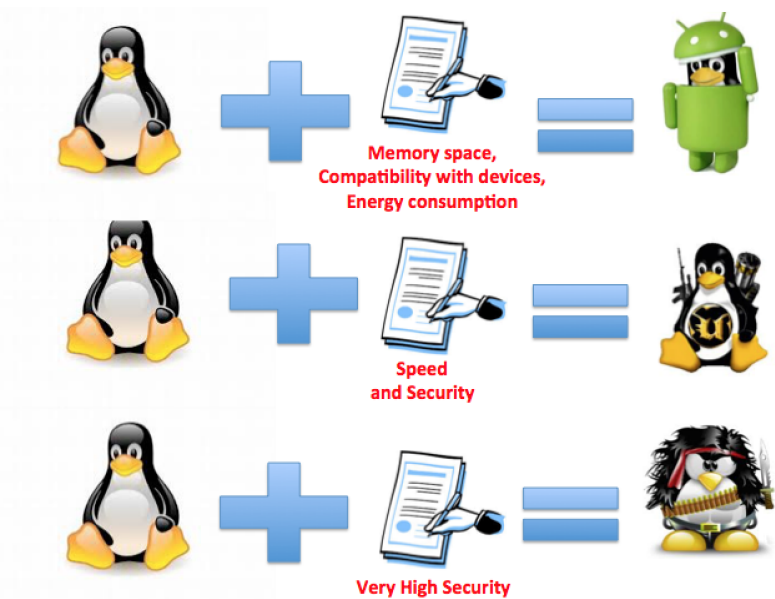 Memory space,
Compatibility with devices,
Energy consumption
Speed
and Security
Very High Security